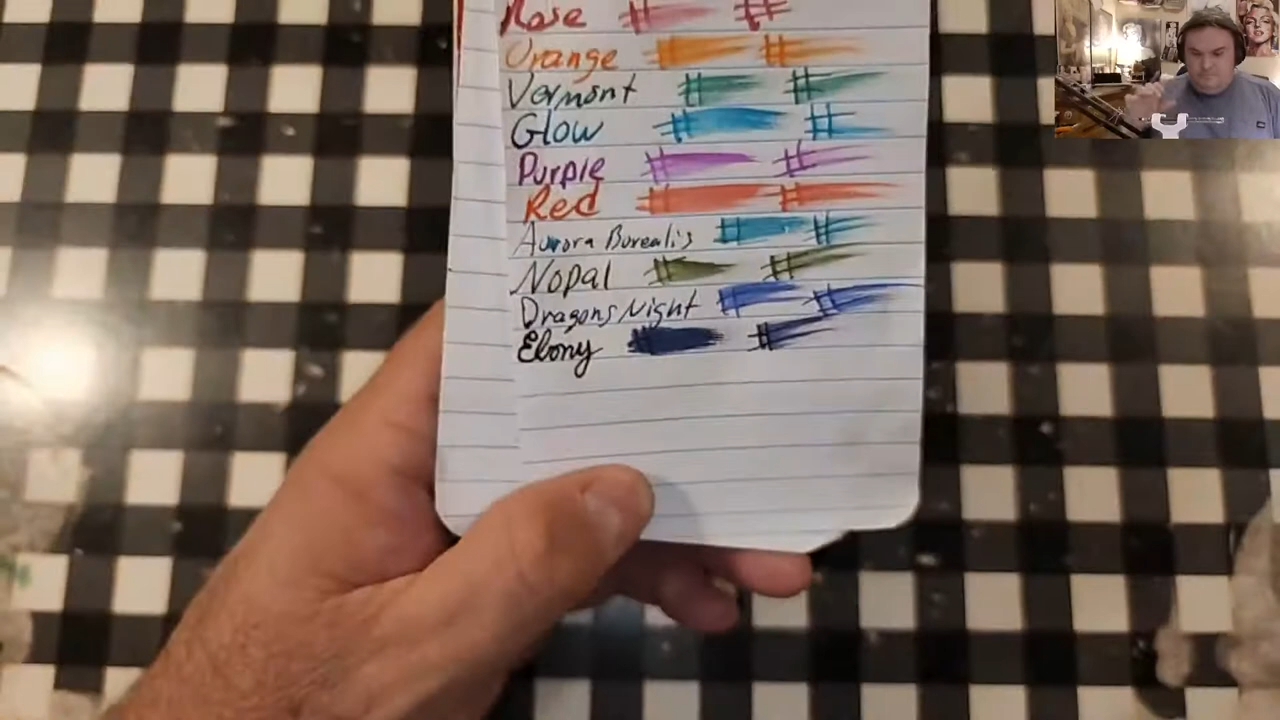 Rose
Orange
Vermont
Glow
Purple
Red
Aurora Borealis
Nopal
Dragons Night
Ebony